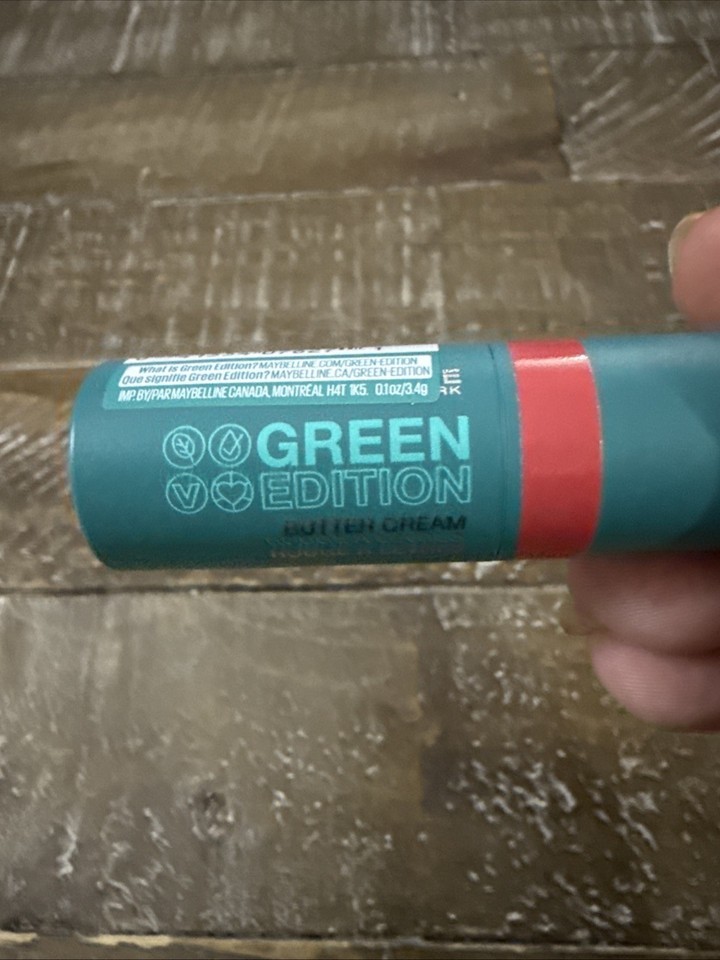 What is Green Edition? MAYBELLINE.COM/GREEN-EDITION
Que signifie Green Edition? MAYBELLINE.CA/GREEN-EDITION
IMP. BY/PAR MAYBELLINE CANADA, MONTRÉAL H4T 1K5. 0.1oz/3.4g
GREEN
V EDITION
BUTTER CREAM